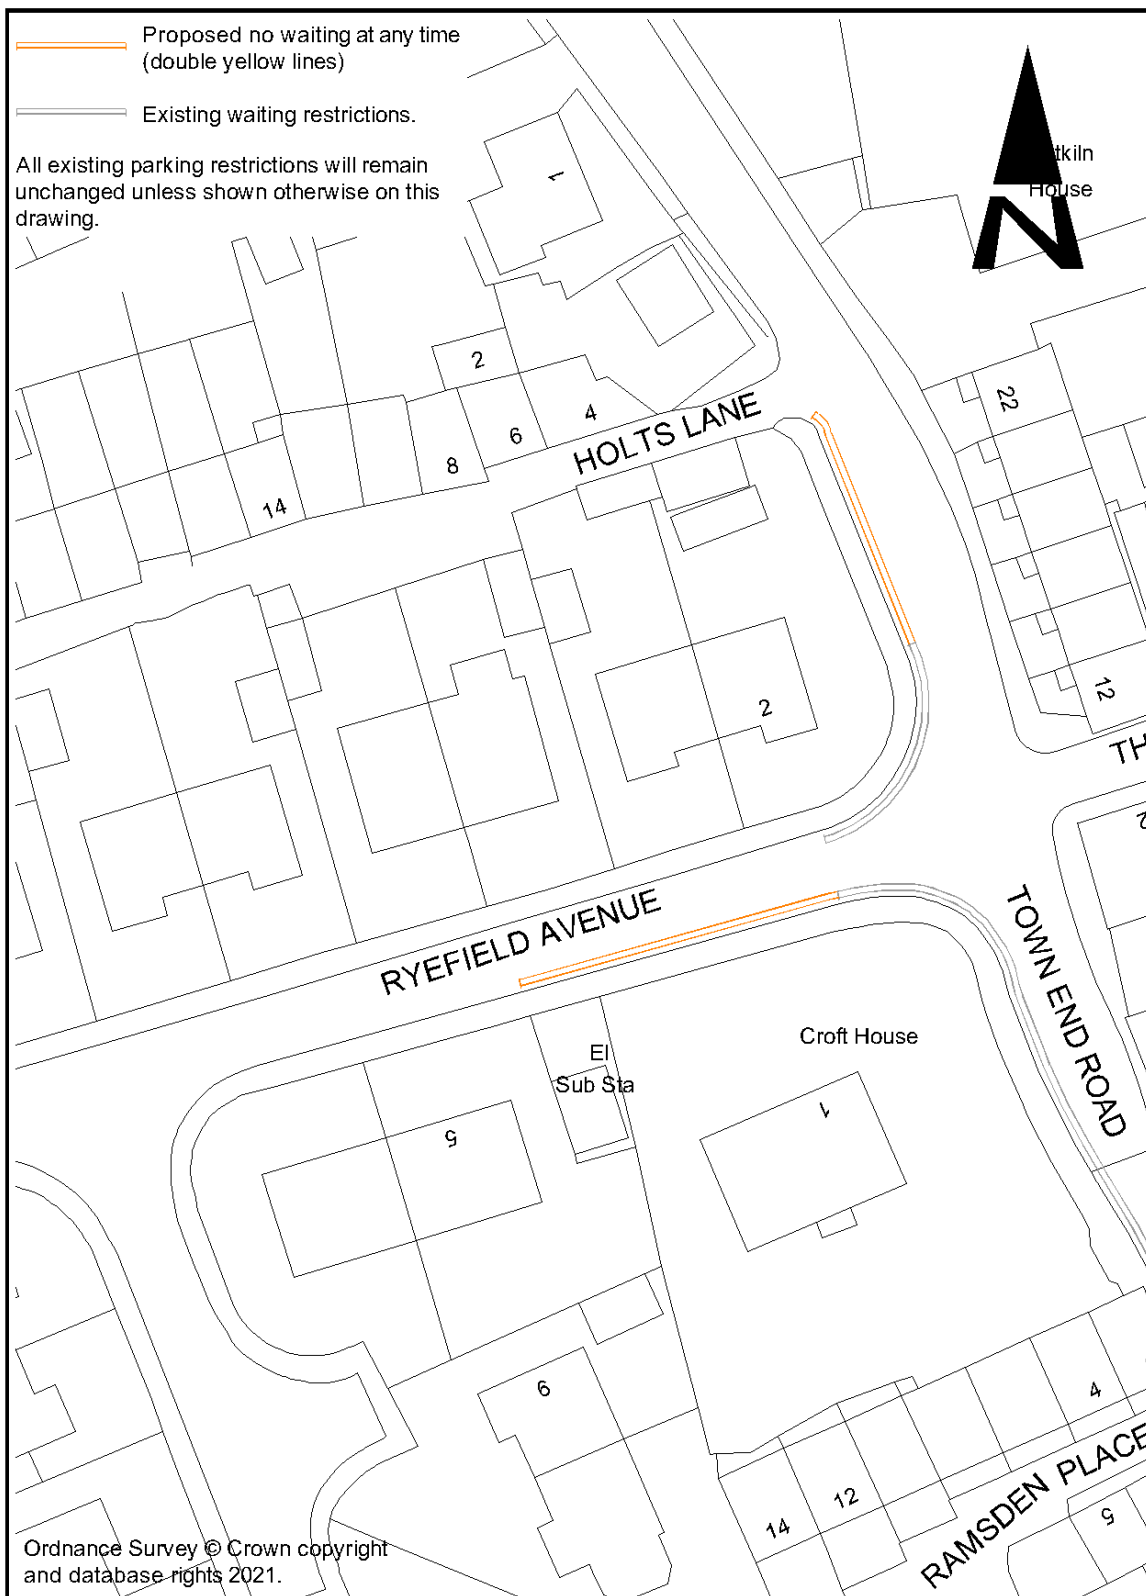 Proposed no waiting at any time
(double yellow lines)
Existing waiting restrictions.
All existing parking restrictions will remain
unchanged unless shown otherwise on this
drawing.
N
House
1
2
4
6
8
14
HOLTS LANE
22
12
2
TH
2
RYEFIELD AVENUE
TOWN END ROAD
El
Sub Sta
Croft House
1
5
6
4
12
14
RAMSDEN PLACE
5
Ordnance Survey © Crown copyright
and database rights 2021.